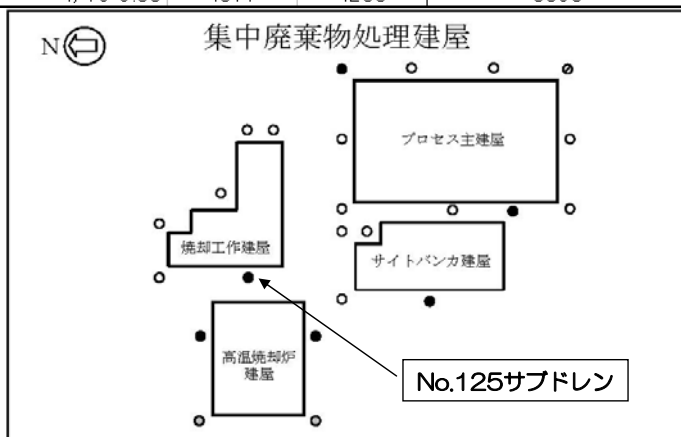 N
集中廃棄物処理建屋
プロセス主建屋
焼却工作建屋
サイトバンカ建屋
高温焼却炉
建屋
No.125サブドレン